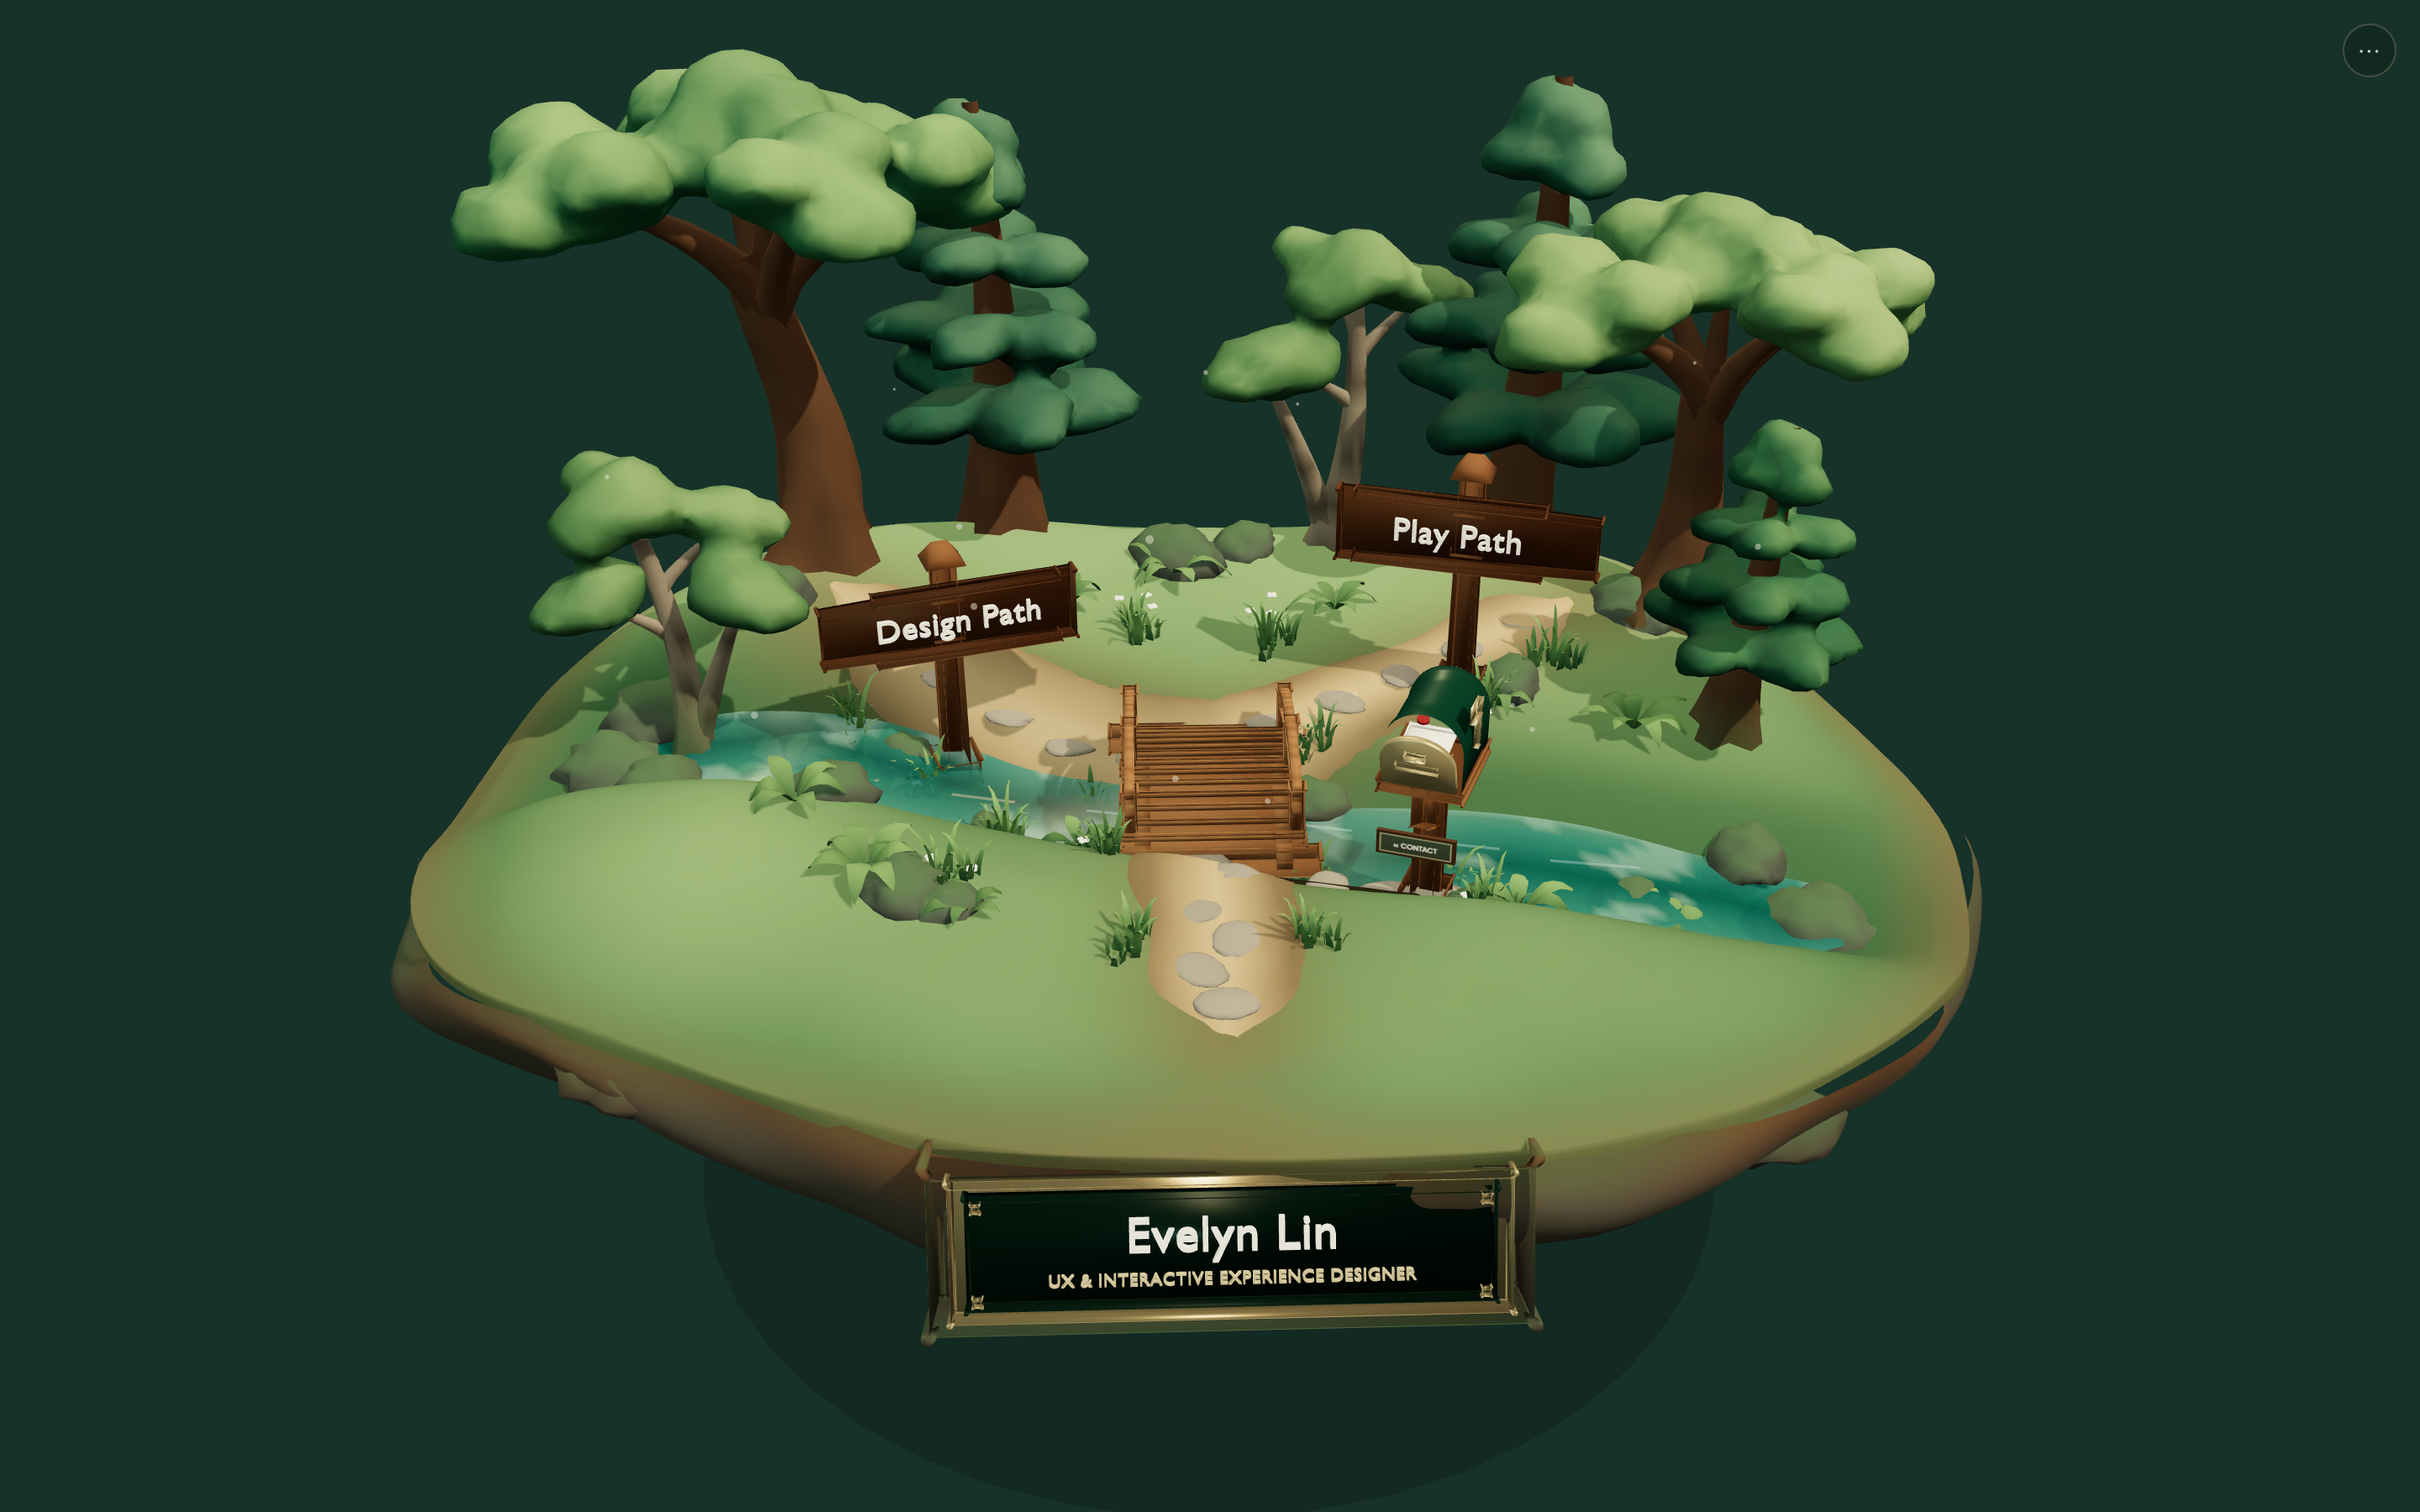 Play Path
Design Path
CONTACT
Evelyn Lin
UX & INTERACTIVE EXPERIENCE DESIGNER